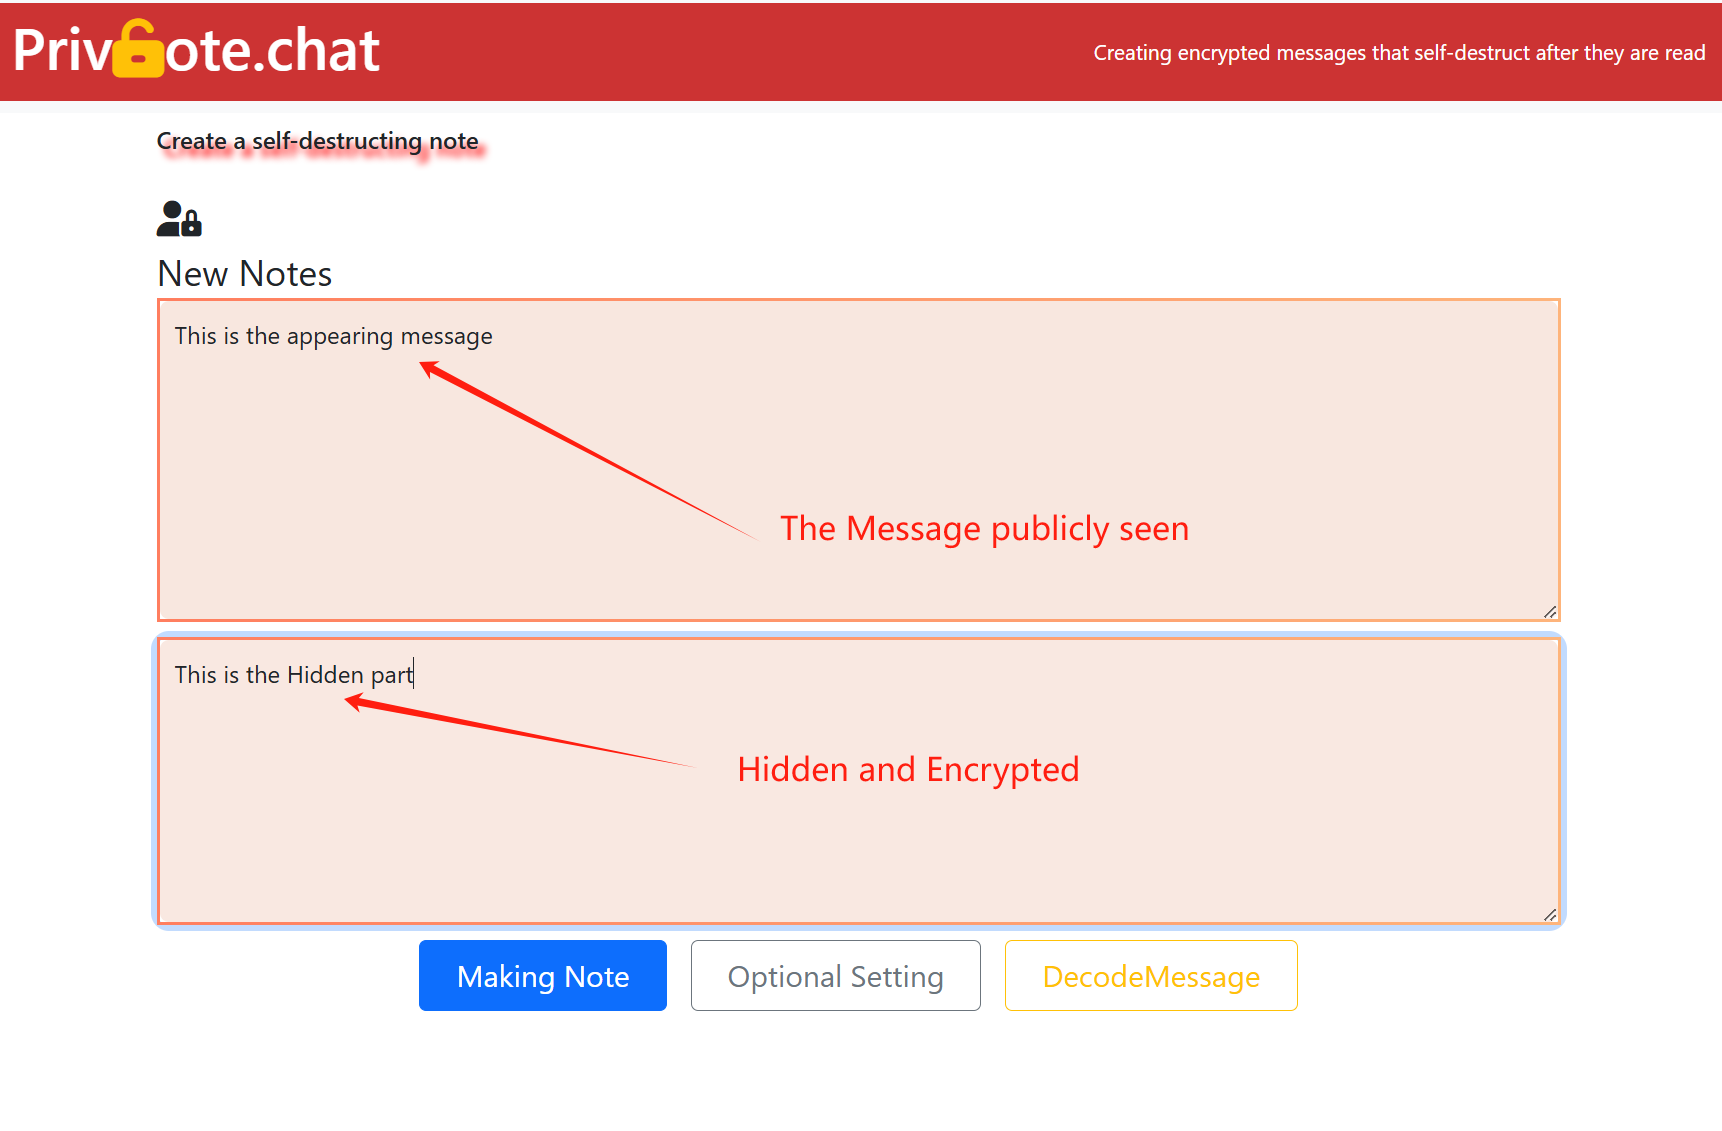 Privote.chat
Creating encrypted messages that self-destruct after they are read
Create a self-destructing note
New Notes
This is the appearing message
The Message publicly seen
This is the Hidden part
Hidden and Encrypted
Making Note
Optional Setting
DecodeMessage